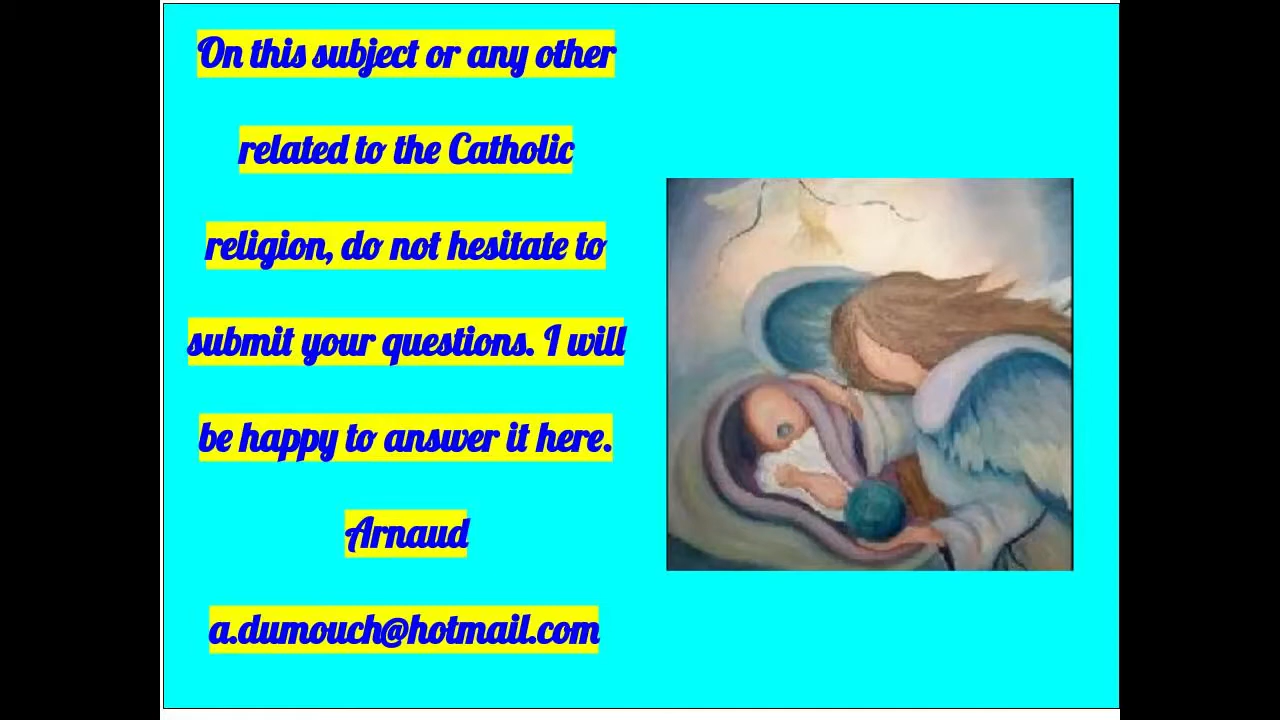 On this subject or any other
related to the Catholic
religion, do not hesitate to
submit your questions. I will
be happy to answer it here.
Arnaud
a.dumouch@hotmail.com